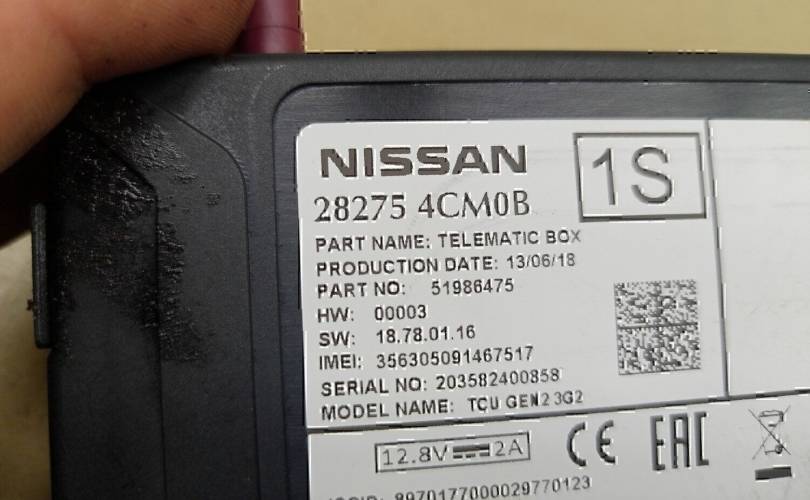 NISSAN
1S
28275 4CM0B
PART NAME: TELEMATIC BOX
PRODUCTION DATE: 13/06/18
PART NO: 51986475
HW: 00003
SW: 18.78.01.16
IMEI: 356305091467517
SERIAL NO: 203582400858
MODEL NAME: TCU GEN2 3G2
12.8V 2A
CE
EAC
8970177000029770123